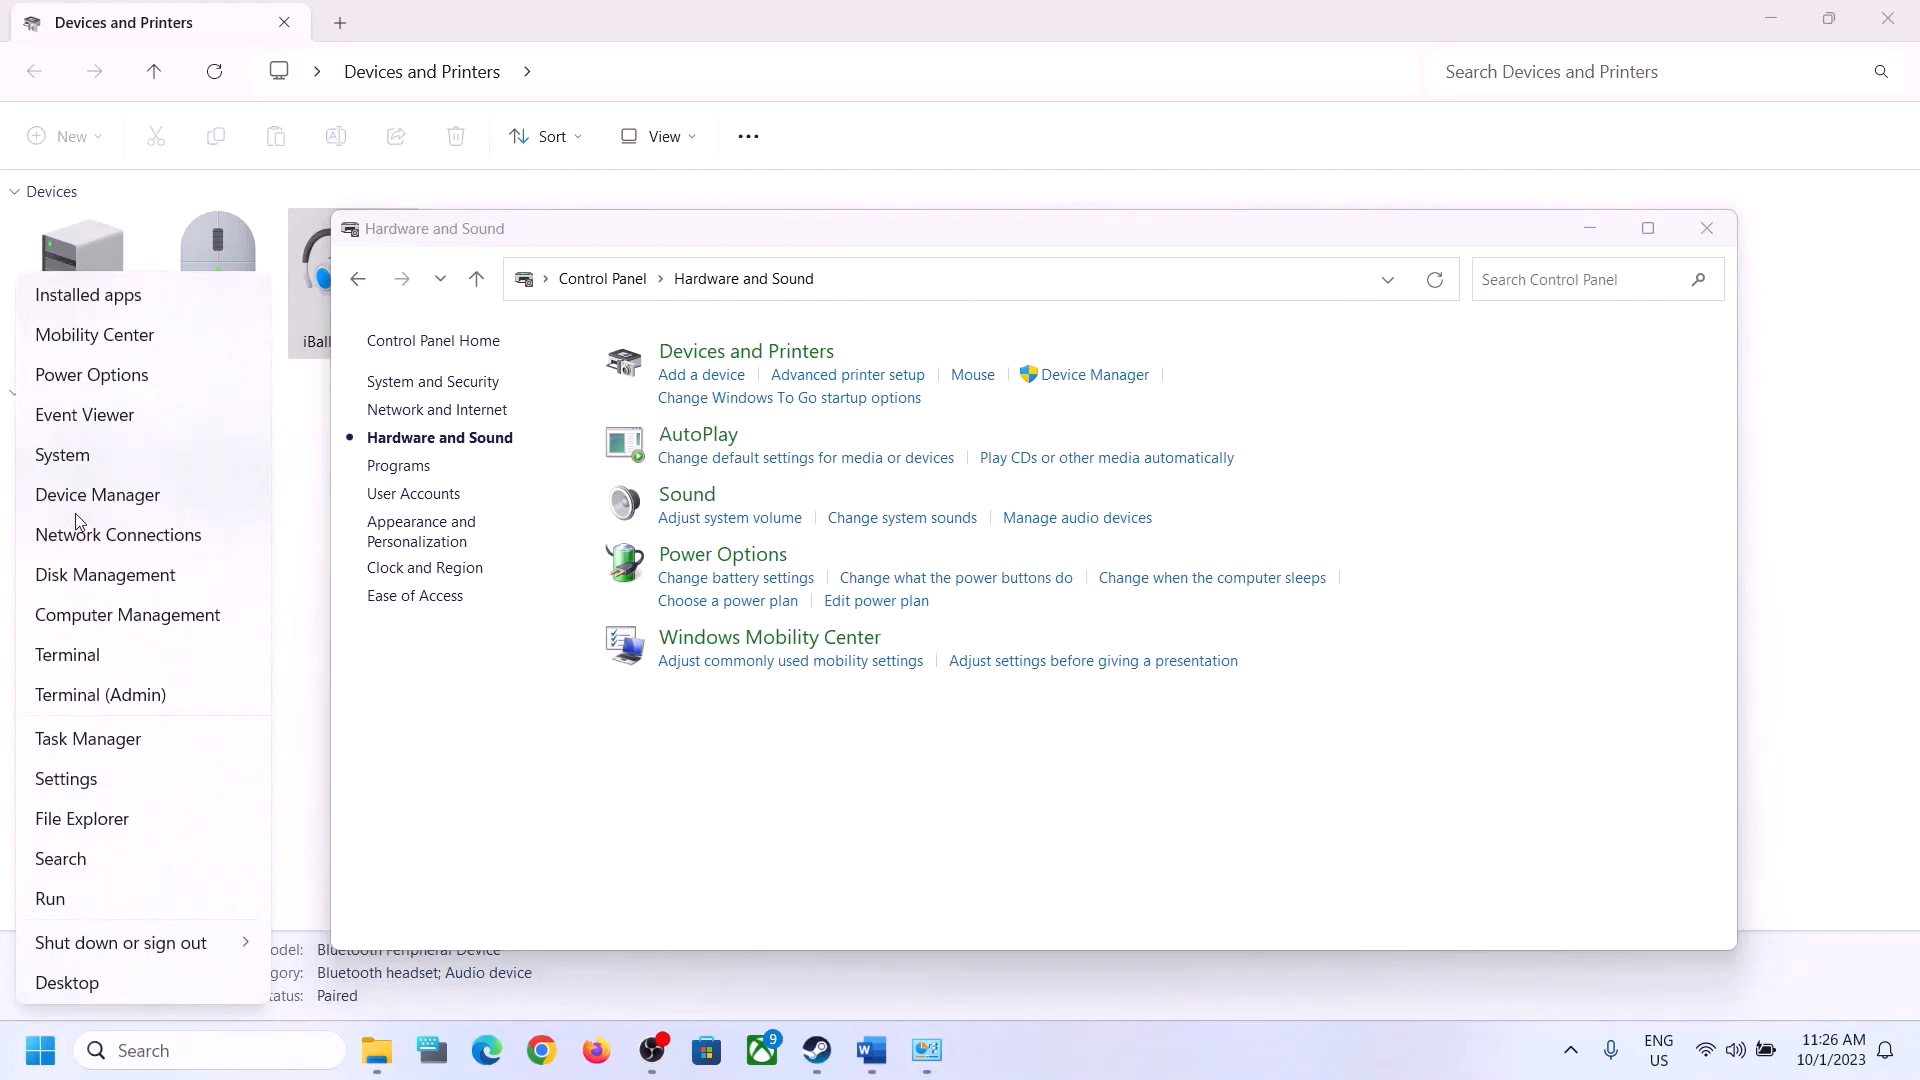 Devices and Printers
Devices and Printers
Search Devices and Printers
New
Sort
View
Devices
iBall
Hardware and Sound
Control Panel
Hardware and Sound
Search Control Panel
Control Panel Home
System and Security
Network and Internet
Hardware and Sound
Programs
User Accounts
Appearance and
Personalization
Clock and Region
Ease of Access
Devices and Printers
Add a device
Advanced printer setup
Mouse
Device Manager
Change Windows To Go startup options
AutoPlay
Change default settings for media or devices
Play CDs or other media automatically
Sound
Adjust system volume
Change system sounds
Manage audio devices
Power Options
Change battery settings
Change what the power buttons do
Change when the computer sleeps
Choose a power plan
Edit power plan
Windows Mobility Center
Adjust commonly used mobility settings
Adjust settings before giving a presentation
Installed apps
Mobility Center
Power Options
Event Viewer
System
Device Manager
Network Connections
Disk Management
Computer Management
Terminal
Terminal (Admin)
Task Manager
Settings
File Explorer
Search
Run
Shut down or sign out
Desktop
odel: Bluetooth Peripheral Device
gory: Bluetooth headset; Audio device
tatus: Paired
Search
9
ENG
US
11:26 AM
10/1/2023